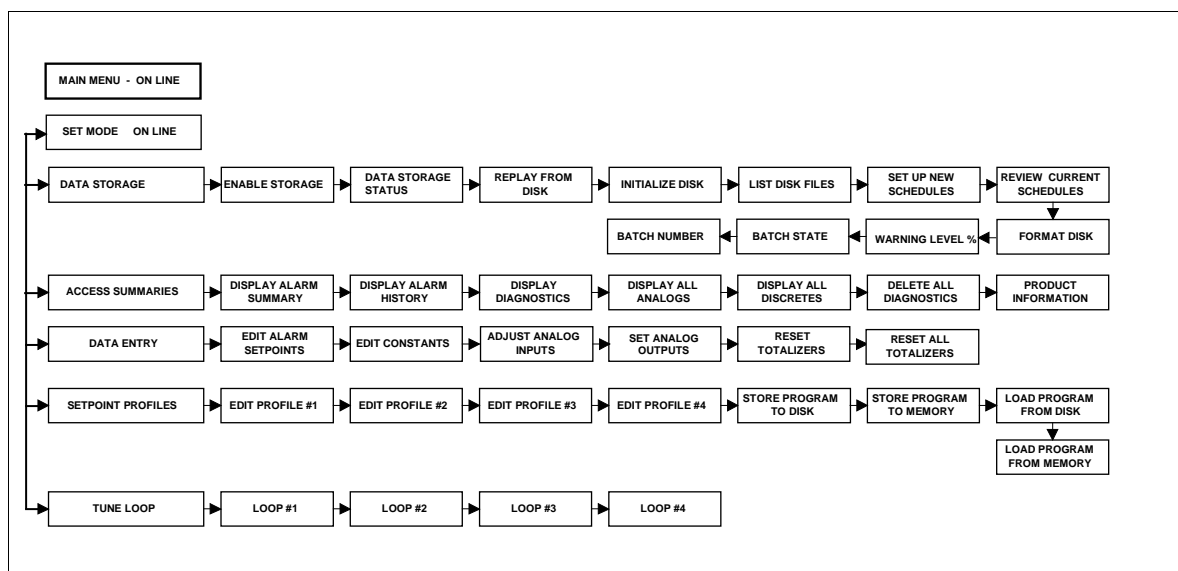 MAIN MENU - ON LINE
SET MODE ON LINE
DATA STORAGE
ENABLE STORAGE
DATA STORAGE
STATUS
REPLAY FROM
DISK
INITIALIZE DISK
LIST DISK FILES
SET UP NEW
SCHEDULES
REVIEW CURRENT
SCHEDULES
FORMAT DISK
WARNING LEVEL %
BATCH STATE
BATCH NUMBER
ACCESS SUMMARIES
DISPLAY ALARM
SUMMARY
DISPLAY ALARM
HISTORY
DISPLAY
DIAGNOSTICS
DISPLAY ALL
ANALOGS
DISPLAY ALL
DISCRETES
DELETE ALL
DIAGNOSTICS
PRODUCT
INFORMATION
DATA ENTRY
EDIT ALARM
SETPOINTS
EDIT CONSTANTS
ADJUST ANALOG
INPUTS
SET ANALOG
OUTPUTS
RESET
TOTALIZERS
RESET ALL
TOTALIZERS
SETPOINT PROFILES
EDIT PROFILE #1
EDIT PROFILE #2
EDIT PROFILE #3
EDIT PROFILE #4
STORE PROGRAM
TO DISK
STORE PROGRAM
TO MEMORY
LOAD PROGRAM
FROM DISK
LOAD PROGRAM
FROM MEMORY
TUNE LOOP
LOOP #1
LOOP #2
LOOP #3
LOOP #4